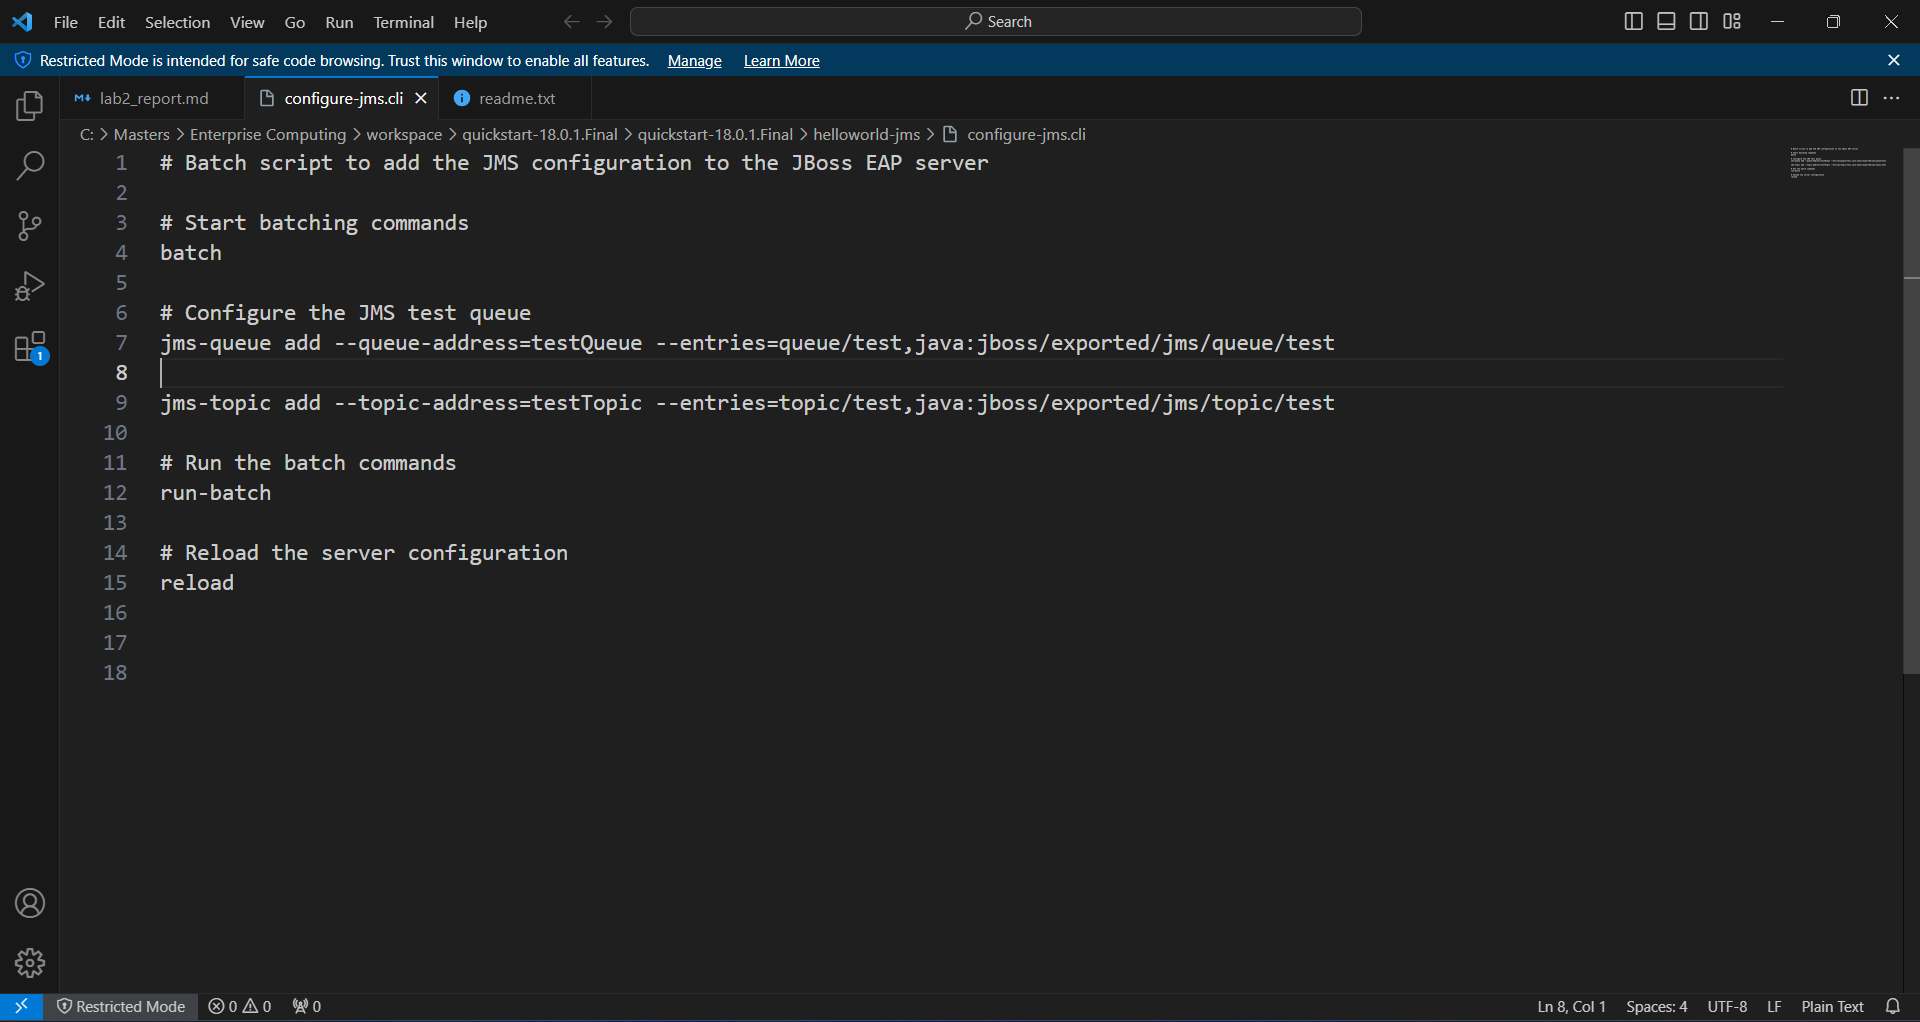 File Edit Selection View Go Run Terminal Help Search
Restricted Mode is intended for safe code browsing. Trust this window to enable all features. Manage Learn More
lab2_report.md configure-jms.cli readme.txt
C: > Masters > Enterprise Computing > workspace > quickstart-18.0.1.Final > quickstart-18.0.1.Final > helloworld-jms > configure-jms.cli
1 # Batch script to add the JMS configuration to the JBoss EAP server
2
3 # Start batching commands
4 batch
5
6 # Configure the JMS test queue
7 jms-queue add --queue-address=testQueue --entries=queue/test,java:jboss/exported/jms/queue/test
8
9 jms-topic add --topic-address=testTopic --entries=topic/test,java:jboss/exported/jms/topic/test
10
11 # Run the batch commands
12 run-batch
13
14 # Reload the server configuration
15 reload
16
17
18
1
Restricted Mode 0 0 0 Ln 8, Col 1 Spaces: 4 UTF-8 LF Plain Text